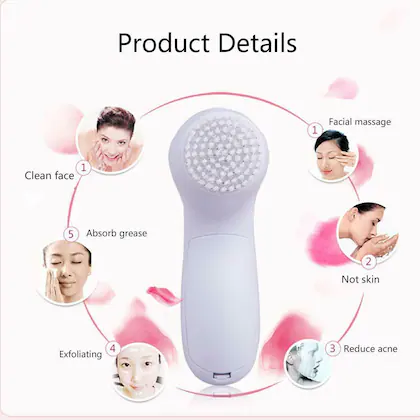 Product Details
1
Facial massage
1
Clean face
2
Not skin
5
Absorb grease
3
Reduce acne
4
Exfoliating